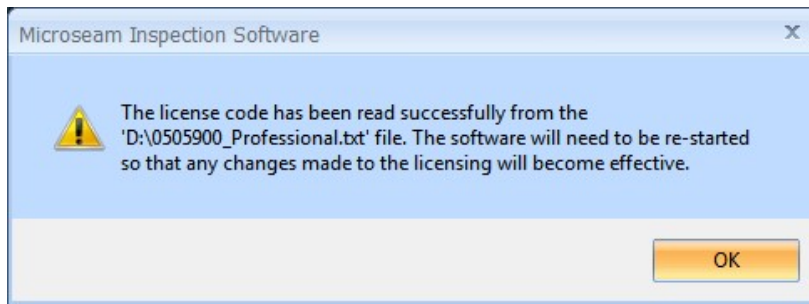 Microseam Inspection Software
The license code has been read successfully from the
'D:\0505900_Professional.txt' file. The software will need to be re-started
so that any changes made to the licensing will become effective.
OK